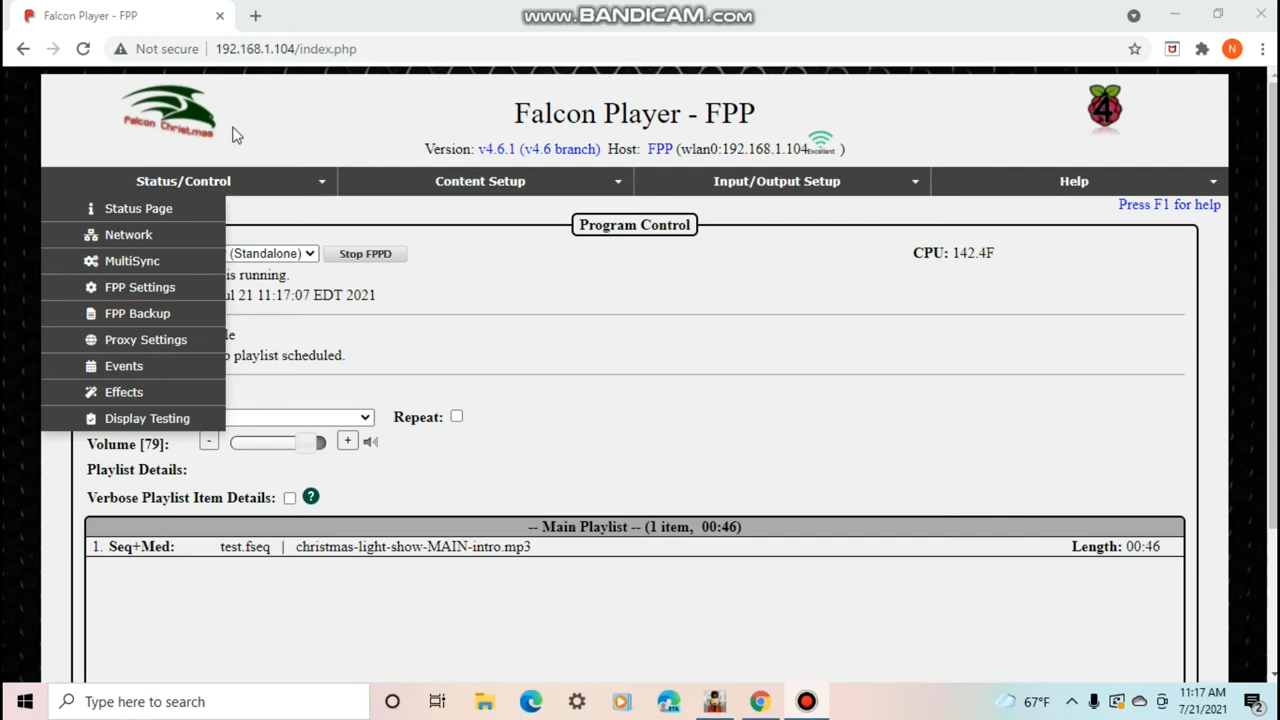 Falcon Player - FPP
WWW.BANDICAM.COM
Not secure
192.168.1.104/index.php
N
Falcon Christmas
Falcon Player - FPP
4
Version: v4.6.1 (v4.6 branch) Host: FPP (wlan0:192.168.1.104 Excellent )
Status/Control
Content Setup
Input/Output Setup
Help
Press F1 for help
Status Page
Network
MultiSync
FPP Settings
FPP Backup
Proxy Settings
Events
Effects
Display Testing
Program Control
(Standalone)
Stop FPPD
CPU: 142.4F
is running.
ul 21 11:17:07 EDT 2021
le
playlist scheduled.
Repeat:
Volume [79]:
-
+
Playlist Details:
Verbose Playlist Item Details:
?
-- Main Playlist -- (1 item, 00:46)
1. Seq+Med: test.fseq | christmas-light-show-MAIN-intro.mp3 Length: 00:46
Type here to search
67°F
11:17 AM
7/21/2021
2